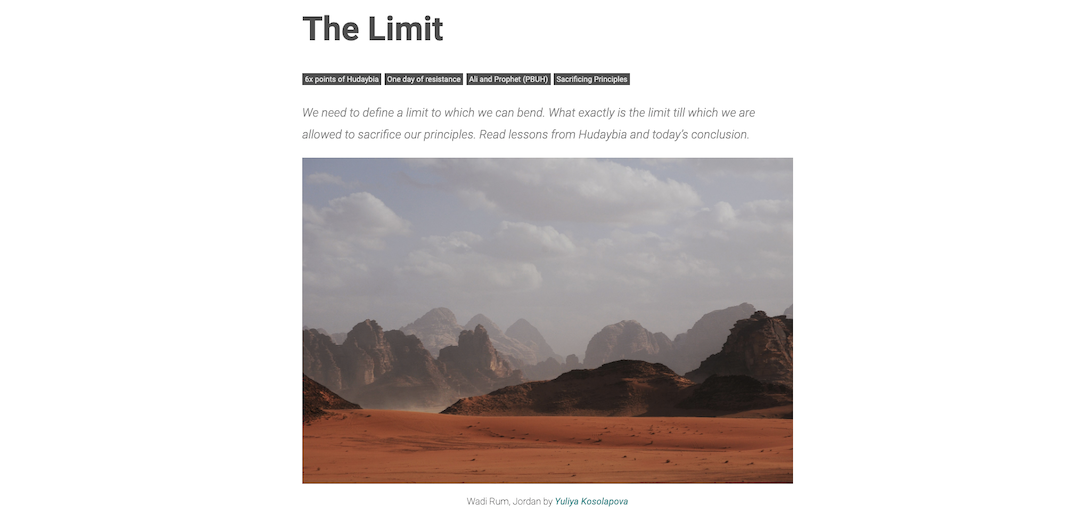 The Limit
6x points of Hudaybia One day of resistance Ali and Prophet (PBUH) Sacrificing Principles
We need to define a limit to which we can bend. What exactly is the limit till which we are
allowed to sacrifice our principles. Read lessons from Hudaybia and today's conclusion.
Wadi Rum, Jordan by Yuliya Kosolapova